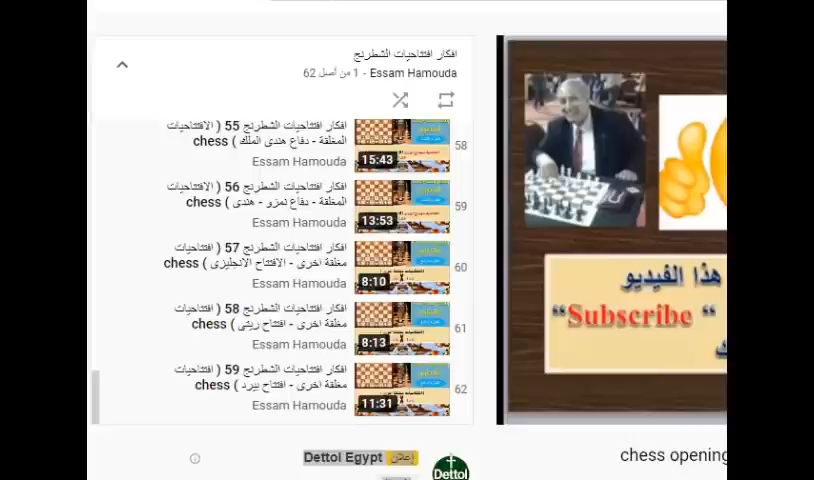 افكار افتتاحيات الشطرنج
Essam Hamouda - 1 من أصل 62
افكار افتتاحيات الشطرنج 55 ( الافتتاحيات
المغلقة - دفاع هندى الملك ) chess
Essam Hamouda
15:43
58
افكار افتتاحيات الشطرنج 56 ( الافتتاحيات
المغلقة - دفاع نمزو - هندى ) chess
Essam Hamouda
13:53
59
افكار افتتاحيات الشطرنج 57 ( افتتاحيات
مغلقة اخرى - الافتتاح الانجليزى ) chess
Essam Hamouda
8:10
60
افكار افتتاحيات الشطرنج 58 ( افتتاحيات
مغلقة اخرى - افتتاح ريتى ) chess
Essam Hamouda
8:13
61
افكار افتتاحيات الشطرنج 59 ( افتتاحيات
مغلقة اخرى - افتتاح بيرد ) chess
Essam Hamouda
11:31
62
هذا الفيديو
“ Subscribe ”
إعلان Dettol Egypt
Dettol
chess opening